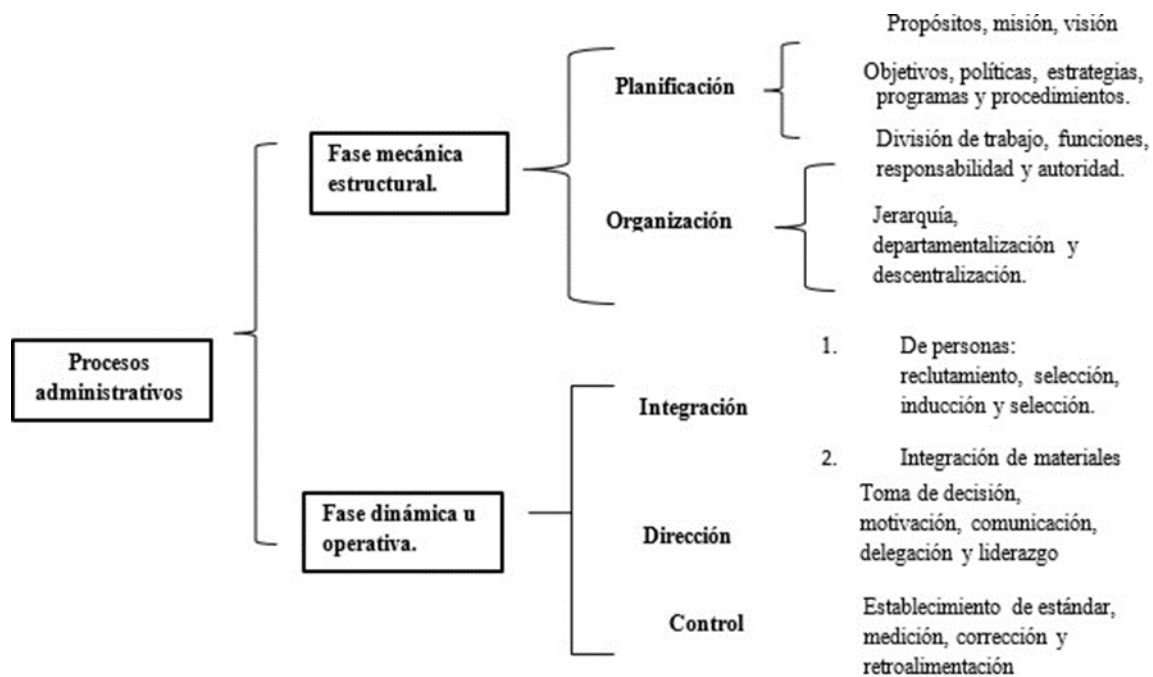 Procesos
administrativos
Fase mecánica
estructural.
Planificación
Propósitos, misión, visión
Objetivos, políticas, estrategias,
programas y procedimientos.
Organización
División de trabajo, funciones,
responsabilidad y autoridad.
Jerarquía,
departamentalización y
descentralización.
Fase dinámica u
operativa.
Integración
1. De personas:
reclutamiento, selección,
inducción y selección.
2. Integración de materiales
Dirección
Toma de decisión,
motivación, comunicación,
delegación y liderazgo
Control
Establecimiento de estándar,
medición, corrección y
retroalimentación